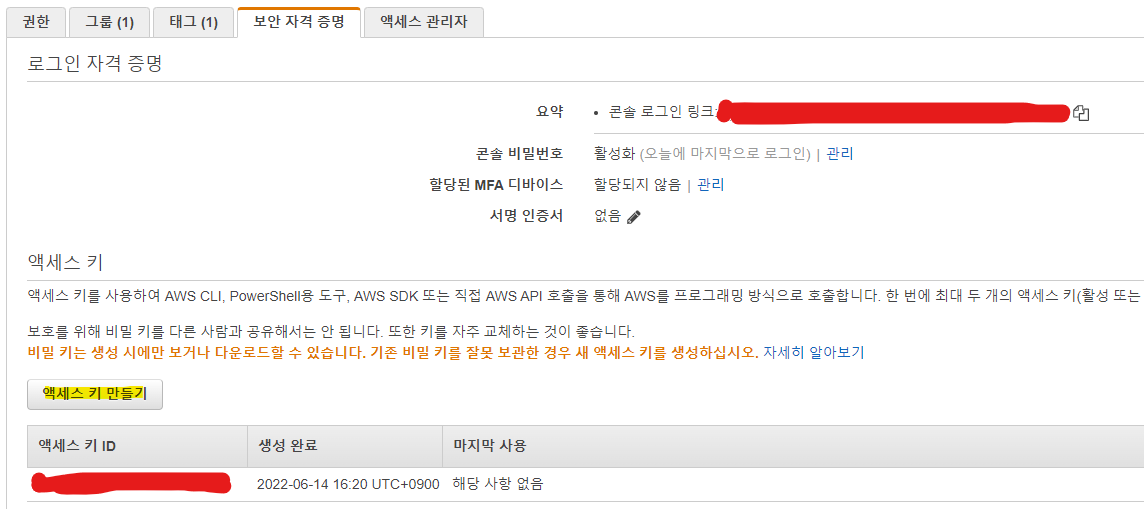 권한 그룹 (1) 태그 (1) 보안 자격 증명 액세스 관리자
로그인 자격 증명
요약 • 콘솔 로그인 링크:
콘솔 비밀번호 활성화 (오늘에 마지막으로 로그인) | 관리
할당된 MFA 디바이스 할당되지 않음 | 관리
서명 인증서 없음
액세스 키
액세스 키를 사용하여 AWS CLI, PowerShell용 도구, AWS SDK 또는 직접 AWS API 호출을 통해 AWS를 프로그래밍 방식으로 호출합니다. 한 번에 최대 두 개의 액세스 키(활성 또는
보호를 위해 비밀 키를 다른 사람과 공유해서는 안 됩니다. 또한 키를 자주 교체하는 것이 좋습니다.
비밀 키는 생성 시에만 보거나 다운로드할 수 있습니다. 기존 비밀 키를 잘못 보관한 경우 새 액세스 키를 생성하십시오. 자세히 알아보기
액세스 키 만들기
액세스 키 ID 생성 완료 마지막 사용
2022-06-14 16:20 UTC+0900 해당 사항 없음